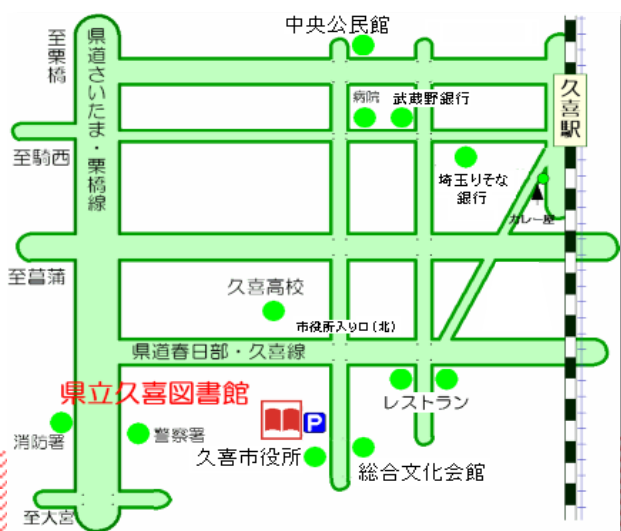 中央公民館
至栗橋
県道さいたま・栗橋線
久喜駅
病院
武蔵野銀行
至騎西
埼玉りそな
銀行
カレー屋
至菖蒲
久喜高校
市役所入り口(北)
県道春日部・久喜線
県立久喜図書館
レストラン
P
消防署
警察署
久喜市役所
総合文化会館
至大宮